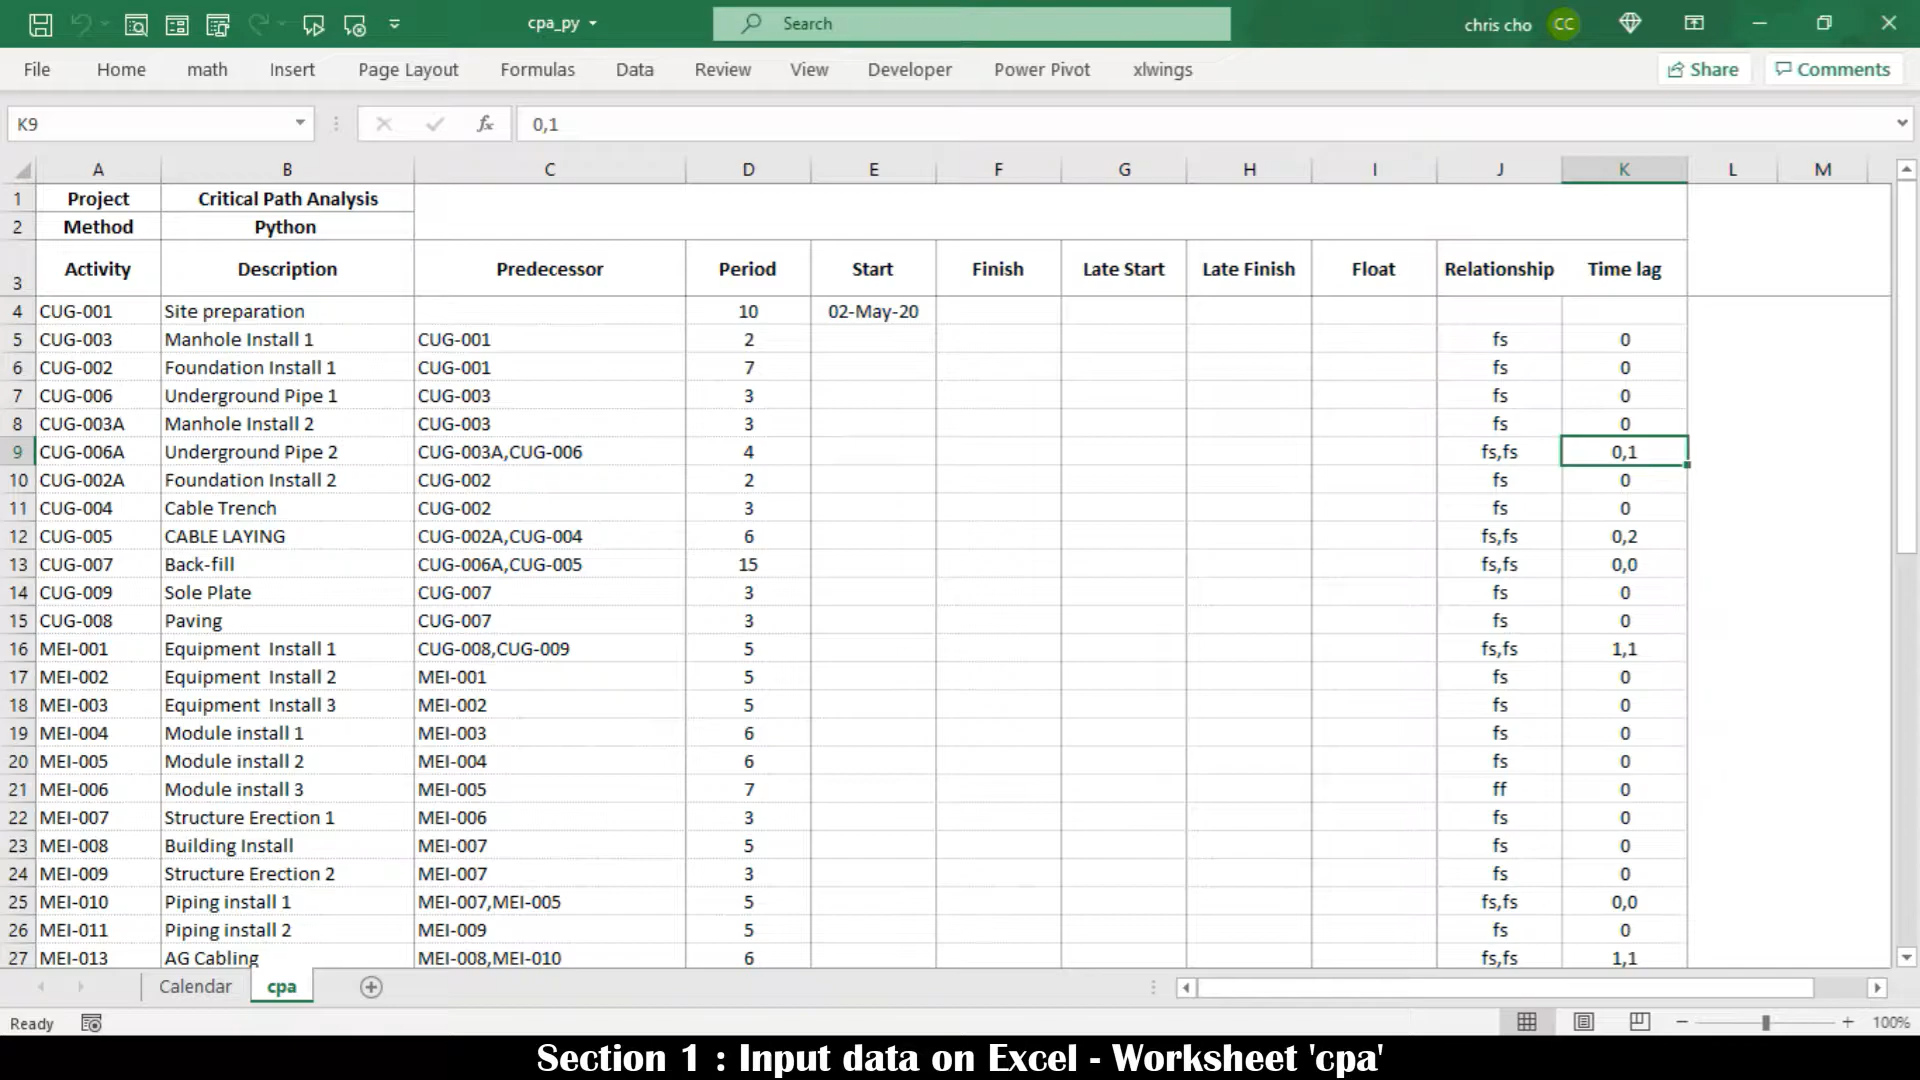 cpa_py
Search
chris cho CC
File Home math Insert Page Layout Formulas Data Review View Developer Power Pivot xlwings Share Comments
K9 fx 0,1
A B C D E F G H I J K L M
1 Project Critical Path Analysis
2 Method Python
3 Activity Description Predecessor Period Start Finish Late Start Late Finish Float Relationship Time lag
4 CUG-001 Site preparation 10 02-May-20
5 CUG-003 Manhole Install 1 CUG-001 2 fs 0
6 CUG-002 Foundation Install 1 CUG-001 7 fs 0
7 CUG-006 Underground Pipe 1 CUG-003 3 fs 0
8 CUG-003A Manhole Install 2 CUG-003 3 fs 0
9 CUG-006A Underground Pipe 2 CUG-003A,CUG-006 4 fs,fs 0,1
10 CUG-002A Foundation Install 2 CUG-002 2 fs 0
11 CUG-004 Cable Trench CUG-002 3 fs 0
12 CUG-005 CABLE LAYING CUG-002A,CUG-004 6 fs,fs 0,2
13 CUG-007 Back-fill CUG-006A,CUG-005 15 fs,fs 0,0
14 CUG-009 Sole Plate CUG-007 3 fs 0
15 CUG-008 Paving CUG-007 3 fs 0
16 MEI-001 Equipment  Install 1 CUG-008,CUG-009 5 fs,fs 1,1
17 MEI-002 Equipment  Install 2 MEI-001 5 fs 0
18 MEI-003 Equipment  Install 3 MEI-002 5 fs 0
19 MEI-004 Module install 1 MEI-003 6 fs 0
20 MEI-005 Module install 2 MEI-004 6 fs 0
21 MEI-006 Module install 3 MEI-005 7 ff 0
22 MEI-007 Structure Erection 1 MEI-006 3 fs 0
23 MEI-008 Building Install MEI-007 5 fs 0
24 MEI-009 Structure Erection 2 MEI-007 3 fs 0
25 MEI-010 Piping install 1 MEI-007,MEI-005 5 fs,fs 0,0
26 MEI-011 Piping install 2 MEI-009 5 fs 0
27 MEI-013 AG Cabling MEI-008,MEI-010 6 fs,fs 1,1
Calendar cpa
Ready 100%
Section 1 : Input data on Excel - Worksheet 'cpa'